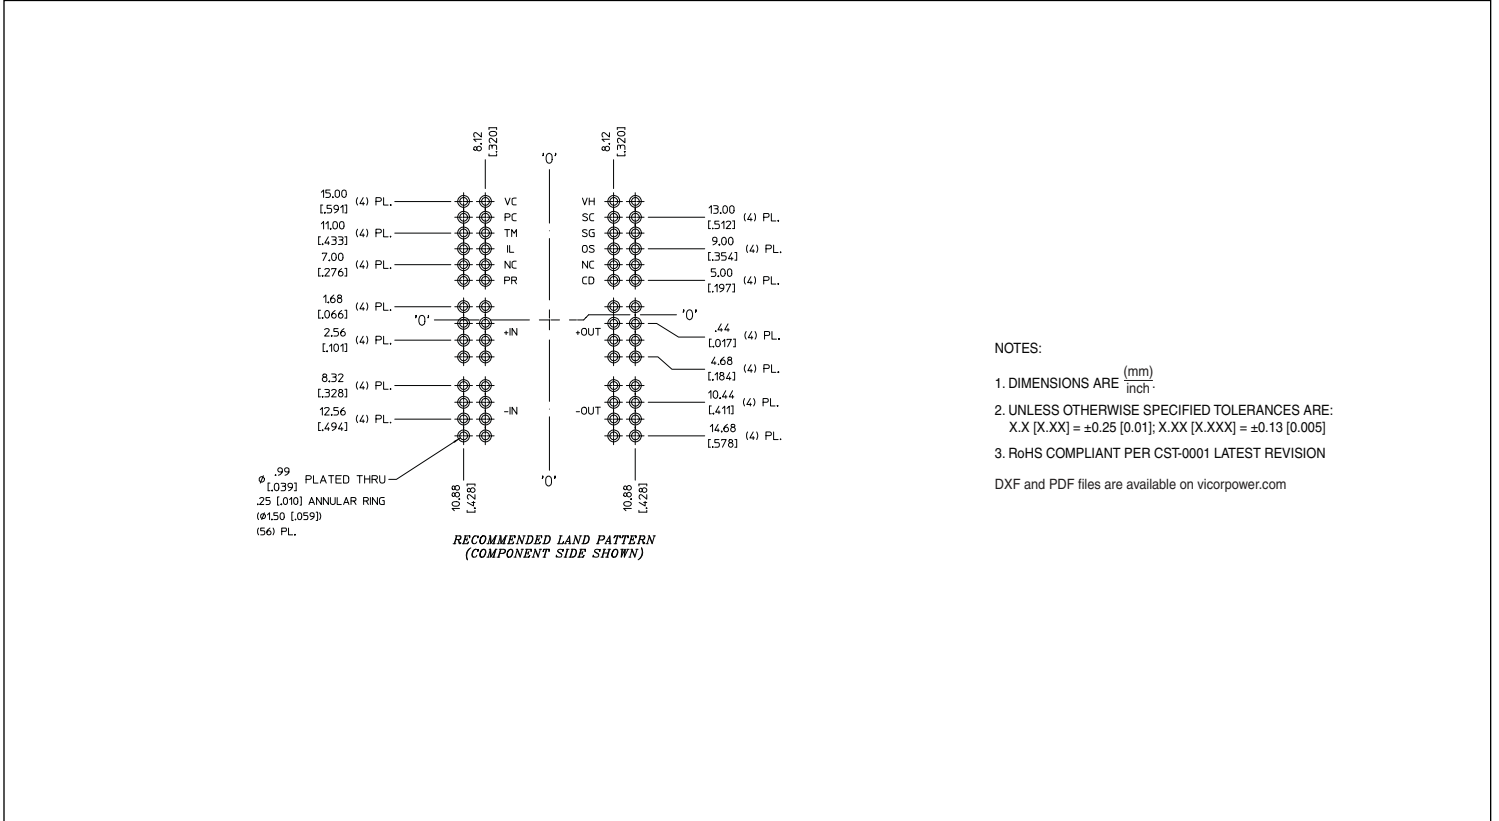 8.12
[.320]
'0'
8.12
[.320]
15.00
[.591] (4) PL.
11.00
[.433] (4) PL.
7.00
[.276] (4) PL.
1.68
[.066] (4) PL.
2.56
[.101] (4) PL.
8.32
[.328] (4) PL.
12.56
[.494] (4) PL.
VC
PC
TM
IL
NC
PR
'0'
+IN
-IN
VH
SC
SG
OS
NC
CD
+OUT
-OUT
13.00
[.512] (4) PL.
9.00
[.354] (4) PL.
5.00
[.197] (4) PL.
'0'
.44
[.017] (4) PL.
4.68
[.184] (4) PL.
10.44
[.411] (4) PL.
14.68
[.578] (4) PL.
ø .99
[.039] PLATED THRU
.25 [.010] ANNULAR RING
(ø1.50 [.059])
(56) PL.
10.88
[.428]
'0'
10.88
[.428]
RECOMMENDED LAND PATTERN
(COMPONENT SIDE SHOWN)
NOTES:
1. DIMENSIONS ARE (mm)
inch.
2. UNLESS OTHERWISE SPECIFIED TOLERANCES ARE:
X.X [X.XX] = ±0.25 [0.01]; X.XX [X.XXX] = ±0.13 [0.005]
3. RoHS COMPLIANT PER CST-0001 LATEST REVISION
DXF and PDF files are available on vicorpower.com